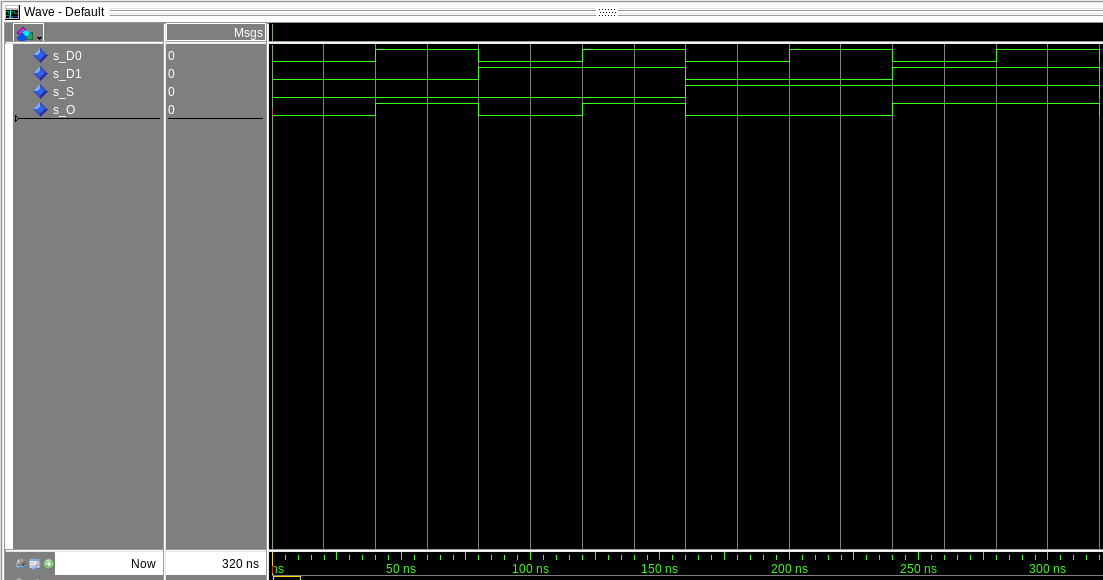 Wave - Default
Msgs
s_D0 0
s_D1 0
s_S 0
s_O 0
Now 320 ns
ns 50 ns 100 ns 150 ns 200 ns 250 ns 300 ns